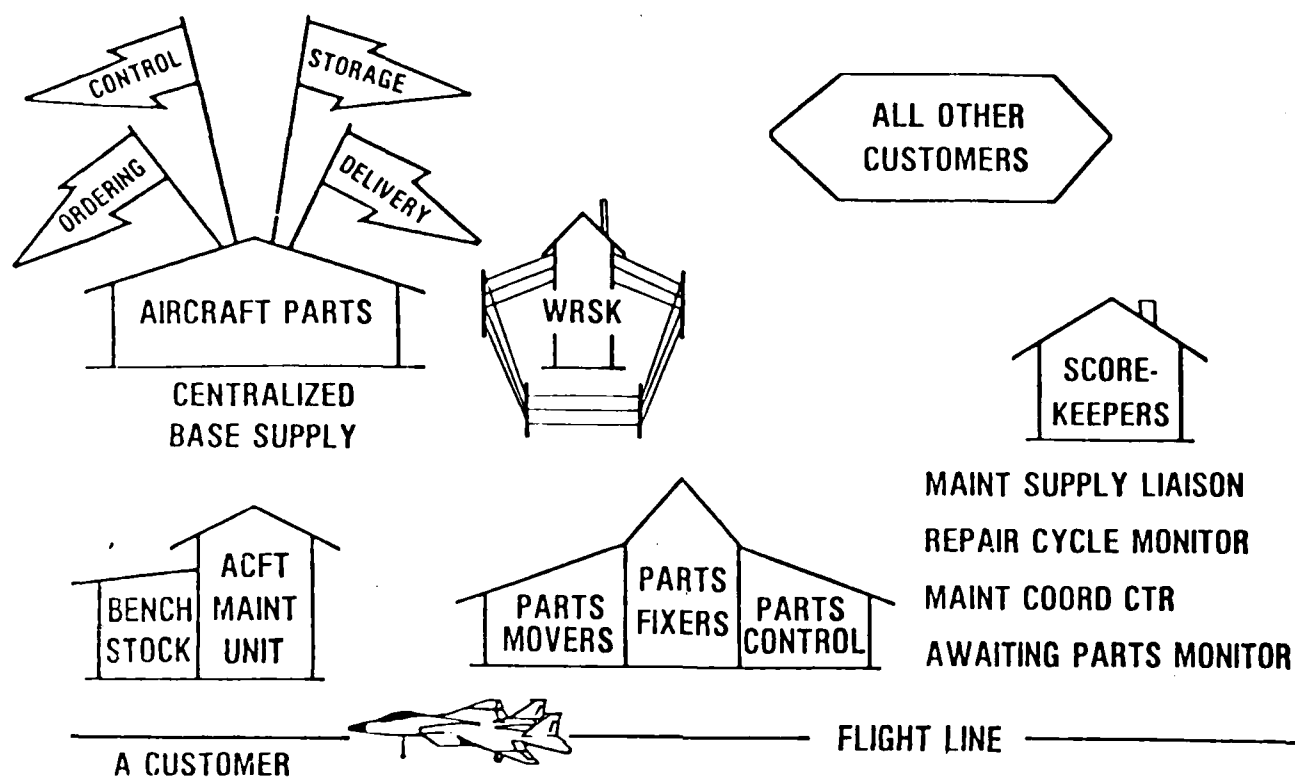 CONTROL
STORAGE
ORDERING
DELIVERY
ALL OTHER
CUSTOMERS
AIRCRAFT PARTS
CENTRALIZED
BASE SUPPLY
WRSK
SCORE-
KEEPERS
MAINT SUPPLY LIAISON
REPAIR CYCLE MONITOR
MAINT COORD CTR
AWAITING PARTS MONITOR
BENCH
STOCK
ACFT
MAINT
UNIT
PARTS
MOVERS
PARTS
FIXERS
PARTS
CONTROL
A CUSTOMER
FLIGHT LINE